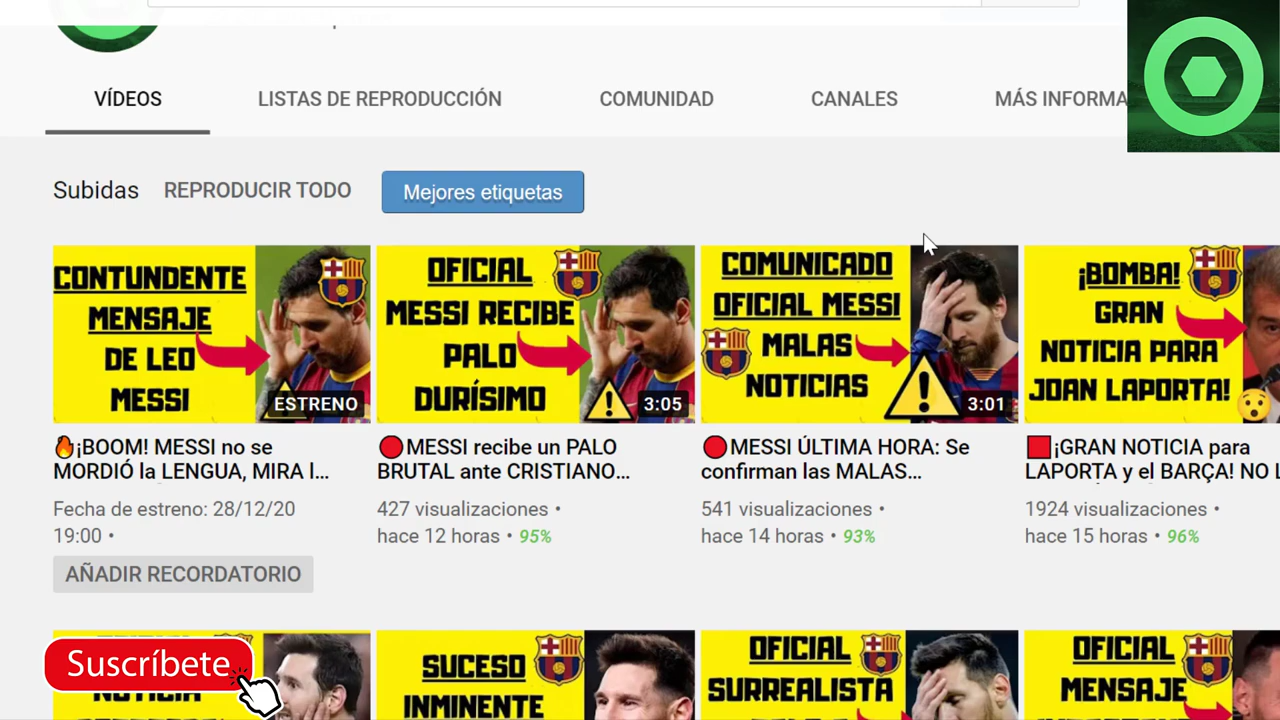 VÍDEOS
LISTAS DE REPRODUCCIÓN
COMUNIDAD
CANALES
MÁS INFORMA
Subidas
REPRODUCIR TODO
Mejores etiquetas
CONTUNDENTE
MENSAJE
DE LEO
MESSI
ESTRENO
OFICIAL
MESSI RECIBE
PALO
DURÍSIMO
3:05
COMUNICADO
OFICIAL MESSI
MALAS
NOTICIAS
3:01
¡BOMBA!
GRAN
NOTICIA PARA
JOAN LAPORTA!
🔥¡BOOM! MESSI no se
MORDIÓ la LENGUA, MIRA l...
Fecha de estreno: 28/12/20
19:00 •
AÑADIR RECORDATORIO
🔴MESSI recibe un PALO
BRUTAL ante CRISTIANO...
427 visualizaciones •
hace 12 horas • 95%
🔴MESSI ÚLTIMA HORA: Se
confirman las MALAS...
541 visualizaciones •
hace 14 horas • 93%
🟥¡GRAN NOTICIA para
LAPORTA y el BARÇA! NO L
1924 visualizaciones •
hace 15 horas • 96%
Suscríbete
SUCESO
INMINENTE
OFICIAL
SURREALISTA
OFICIAL
MENSAJE